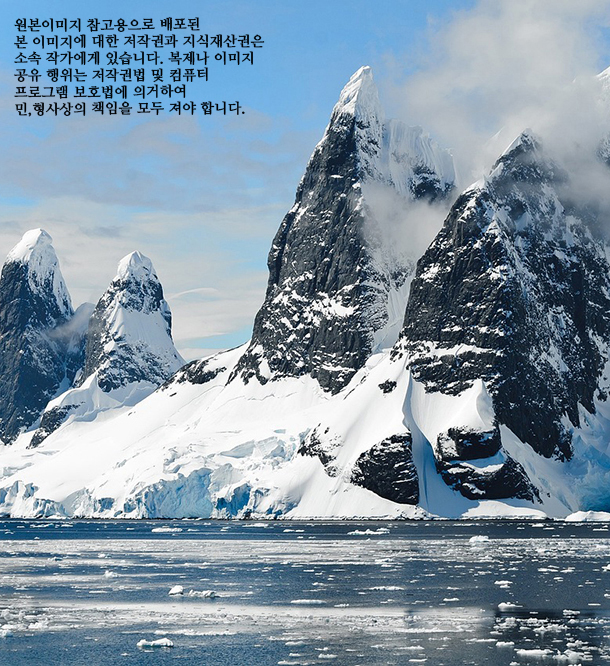 원본이미지 참고용으로 배포된
본 이미지에 대한 저작권과 지식재산권은
소속 작가에게 있습니다. 복제나 이미지
공유 행위는 저작권법 및 컴퓨터
프로그램 보호법에 의거하여
민,형사상의 책임을 모두 져야 합니다.